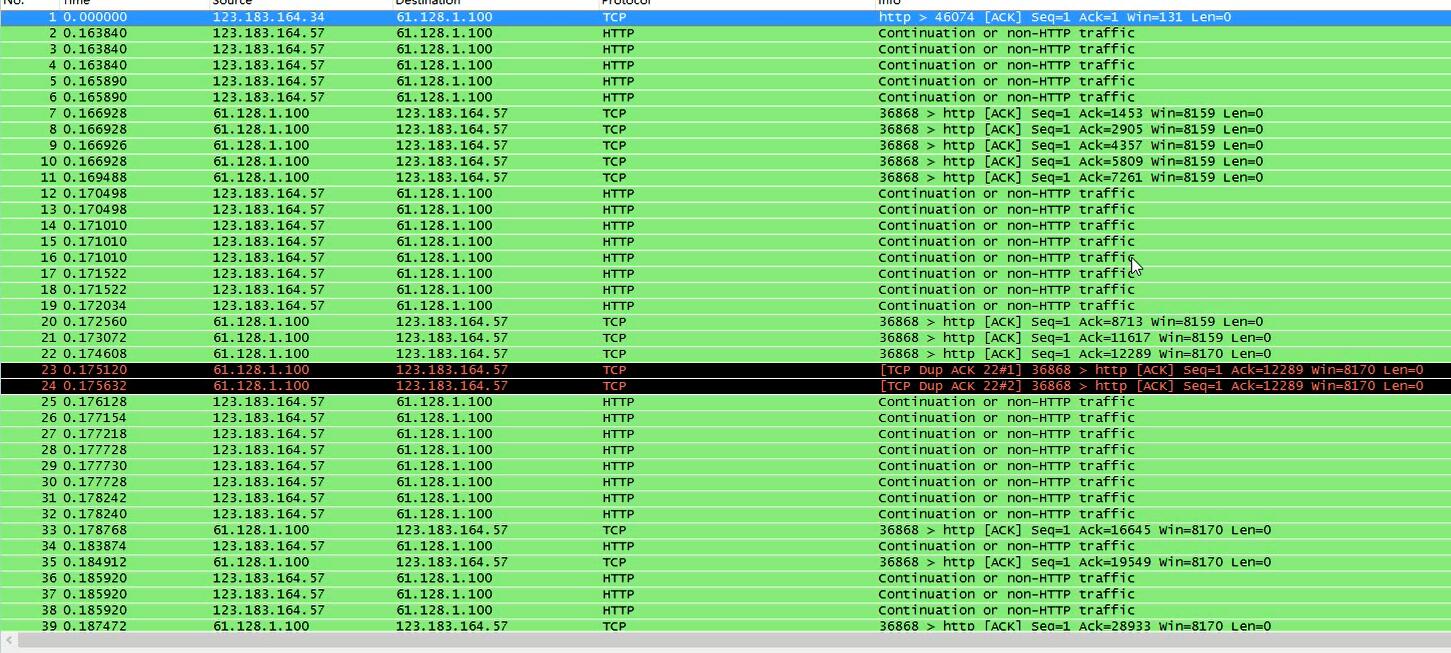 No. Time Source Destination Protocol Info
1 0.000000 123.183.164.34 61.128.1.100 TCP http > 46074 [ACK] Seq=1 Ack=1 Win=131 Len=0
2 0.163840 123.183.164.57 61.128.1.100 HTTP Continuation or non-HTTP traffic
3 0.163840 123.183.164.57 61.128.1.100 HTTP Continuation or non-HTTP traffic
4 0.163840 123.183.164.57 61.128.1.100 HTTP Continuation or non-HTTP traffic
5 0.165890 123.183.164.57 61.128.1.100 HTTP Continuation or non-HTTP traffic
6 0.165890 123.183.164.57 61.128.1.100 HTTP Continuation or non-HTTP traffic
7 0.166928 61.128.1.100 123.183.164.57 TCP 36868 > http [ACK] Seq=1 Ack=1453 Win=8159 Len=0
8 0.166928 61.128.1.100 123.183.164.57 TCP 36868 > http [ACK] Seq=1 Ack=2905 Win=8159 Len=0
9 0.166926 61.128.1.100 123.183.164.57 TCP 36868 > http [ACK] Seq=1 Ack=4357 Win=8159 Len=0
10 0.166928 61.128.1.100 123.183.164.57 TCP 36868 > http [ACK] Seq=1 Ack=5809 Win=8159 Len=0
11 0.169488 61.128.1.100 123.183.164.57 TCP 36868 > http [ACK] Seq=1 Ack=7261 Win=8159 Len=0
12 0.170498 123.183.164.57 61.128.1.100 HTTP Continuation or non-HTTP traffic
13 0.170498 123.183.164.57 61.128.1.100 HTTP Continuation or non-HTTP traffic
14 0.171010 123.183.164.57 61.128.1.100 HTTP Continuation or non-HTTP traffic
15 0.171010 123.183.164.57 61.128.1.100 HTTP Continuation or non-HTTP traffic
16 0.171010 123.183.164.57 61.128.1.100 HTTP Continuation or non-HTTP traffic
17 0.171522 123.183.164.57 61.128.1.100 HTTP Continuation or non-HTTP traffic
18 0.171522 123.183.164.57 61.128.1.100 HTTP Continuation or non-HTTP traffic
19 0.172034 123.183.164.57 61.128.1.100 HTTP Continuation or non-HTTP traffic
20 0.172560 61.128.1.100 123.183.164.57 TCP 36868 > http [ACK] Seq=1 Ack=8713 Win=8159 Len=0
21 0.173072 61.128.1.100 123.183.164.57 TCP 36868 > http [ACK] Seq=1 Ack=11617 Win=8159 Len=0
22 0.174608 61.128.1.100 123.183.164.57 TCP 36868 > http [ACK] Seq=1 Ack=12289 Win=8170 Len=0
23 0.175120 61.128.1.100 123.183.164.57 TCP [TCP Dup ACK 22#1] 36868 > http [ACK] Seq=1 Ack=12289 Win=8170 Len=0
24 0.175632 61.128.1.100 123.183.164.57 TCP [TCP Dup ACK 22#2] 36868 > http [ACK] Seq=1 Ack=12289 Win=8170 Len=0
25 0.176128 123.183.164.57 61.128.1.100 HTTP Continuation or non-HTTP traffic
26 0.177154 123.183.164.57 61.128.1.100 HTTP Continuation or non-HTTP traffic
27 0.177218 123.183.164.57 61.128.1.100 HTTP Continuation or non-HTTP traffic
28 0.177728 123.183.164.57 61.128.1.100 HTTP Continuation or non-HTTP traffic
29 0.177730 123.183.164.57 61.128.1.100 HTTP Continuation or non-HTTP traffic
30 0.177728 123.183.164.57 61.128.1.100 HTTP Continuation or non-HTTP traffic
31 0.178242 123.183.164.57 61.128.1.100 HTTP Continuation or non-HTTP traffic
32 0.178240 123.183.164.57 61.128.1.100 HTTP Continuation or non-HTTP traffic
33 0.178768 61.128.1.100 123.183.164.57 TCP 36868 > http [ACK] Seq=1 Ack=16645 Win=8170 Len=0
34 0.183874 123.183.164.57 61.128.1.100 HTTP Continuation or non-HTTP traffic
35 0.184912 61.128.1.100 123.183.164.57 TCP 36868 > http [ACK] Seq=1 Ack=19549 Win=8170 Len=0
36 0.185920 123.183.164.57 61.128.1.100 HTTP Continuation or non-HTTP traffic
37 0.185920 123.183.164.57 61.128.1.100 HTTP Continuation or non-HTTP traffic
38 0.185920 123.183.164.57 61.128.1.100 HTTP Continuation or non-HTTP traffic
39 0.187472 61.128.1.100 123.183.164.57 TCP 36868 > http [ACK] Seq=1 Ack=28933 Win=8170 Len=0